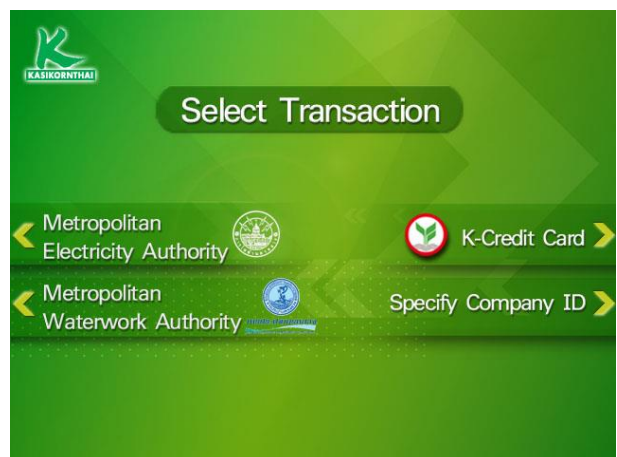 KASIKORNTHAI
Select Transaction
Metropolitan
Electricity Authority
K-Credit Card
Metropolitan
Waterwork Authority
Specify Company ID